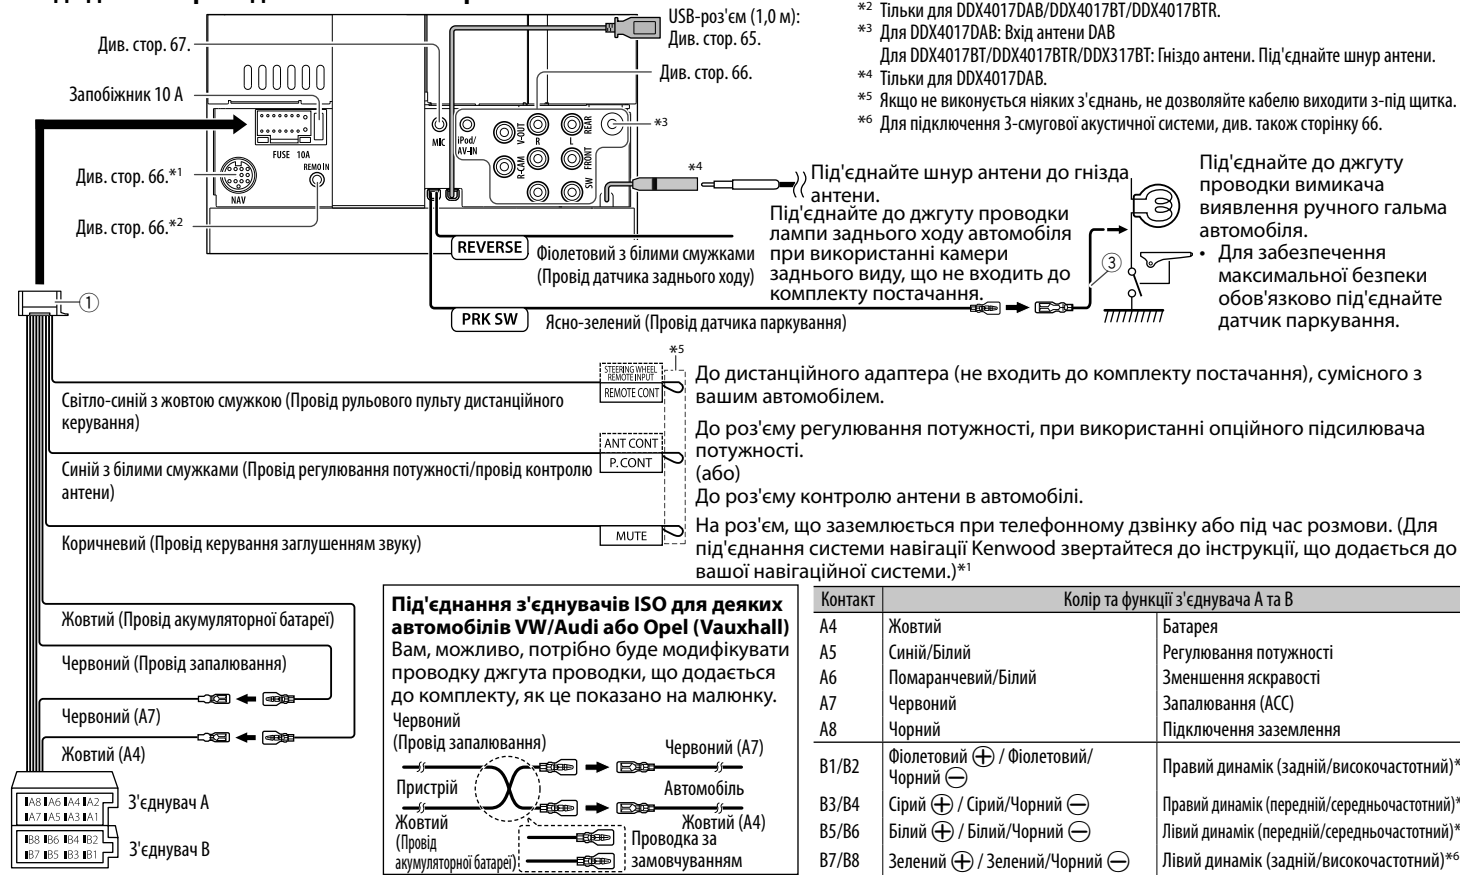 USB-роз'єм (1,0 м):
Див. стор. 65.
*2 Тільки для DDX4017DAB/DDX4017BT/DDX4017BTR.
*3 Для DDX4017DAB: Вхід антени DAB
Для DDX4017BT/DDX4017BTR/DDX317BT: Гніздо антени. Під'єднайте шнур антени.
*4 Тільки для DDX4017DAB.
*5 Якщо не виконується ніяких з'єднань, не дозволяйте кабелю виходити з-під щитка.
*6 Для підключення 3-смугової акустичної системи, див. також сторінку 66.
Див. стор. 67.
Див. стор. 66.
Запобіжник 10 A
FUSE 10A
REMO IN
NAV
MIC
iPod/
AV-IN
V-OUT
R-CAM
R
L
REAR
FRONT
SW
*3
*4
Див. стор. 66.*1
Див. стор. 66.*2
Під'єднайте шнур антени до гнізда
антени.
REVERSE
Фіолетовий з білими смужками
(Провід датчика заднього ходу)
Під'єднайте до джгуту проводки
лампи заднього ходу автомобіля
при використанні камери
заднього виду, що не входить до
комплекту постачання.
PRK SW
Ясно-зелений (Провід датчика паркування)
3
Під'єднайте до джгуту
проводки вимикача
виявлення ручного гальма
автомобіля.
• Для забезпечення
максимальної безпеки
обов'язково під'єднайте
датчик паркування.
1
*5
STEERING WHEEL
REMOTE INPUT
REMOTE CONT
Світло-синій з жовтою смужкою (Провід рульового пульту дистанційного
керування)
До дистанційного адаптера (не входить до комплекту постачання), сумісного з
вашим автомобілем.
ANT CONT
P. CONT
Синій з білими смужками (Провід регулювання потужності/провід контролю
антени)
До роз'єму регулювання потужності, при використанні опційного підсилювача
потужності.
(або)
До роз'єму контролю антени в автомобілі.
MUTE
Коричневий (Провід керування заглушенням звуку)
На роз'єм, що заземлюється при телефонному дзвінку або під час розмови. (Для
під'єднання системи навігації Kenwood звертайтеся до інструкції, що додається до
вашої навігаційної системи.)*1
Жовтий (Провід акумуляторної батареї)
Червоний (Провід запалювання)
Червоний (A7)
Жовтий (A4)
A8 A6 A4 A2
A7 A5 A3 A1
З'єднувач A
B8 B6 B4 B2
B7 B5 B3 B1
З'єднувач B
Під'єднання з'єднувачів ISO для деяких
автомобілів VW/Audi або Opel (Vauxhall)
Вам, можливо, потрібно буде модифікувати
проводку джгута проводки, що додається
до комплекту, як це показано на малюнку.
Червоний
(Провід запалювання)
Червоний (A7)
Пристрій
Автомобіль
Жовтий
(Провід
акумуляторної батареї)
Жовтий (A4)
Проводка за
замовчуванням
Контакт Колір та функції з'єднувача A та B
A4 Жовтий Батарея
A5 Синій/Білий Регулювання потужності
A6 Помаранчевий/Білий Зменшення яскравості
A7 Червоний Запалювання (ACC)
A8 Чорний Підключення заземлення
B1/B2 Фіолетовий ⊕ / Фіолетовий/
Чорний ⊖ Правий динамік (задній/високочастотний)*
B3/B4 Сірий ⊕ / Сірий/Чорний ⊖ Правий динамік (передній/середньочастотний)*
B5/B6 Білий ⊕ / Білий/Чорний ⊖ Лівий динамік (передній/середньочастотний)*
B7/B8 Зелений ⊕ / Зелений/Чорний ⊖ Лівий динамік (задній/високочастотний)*6